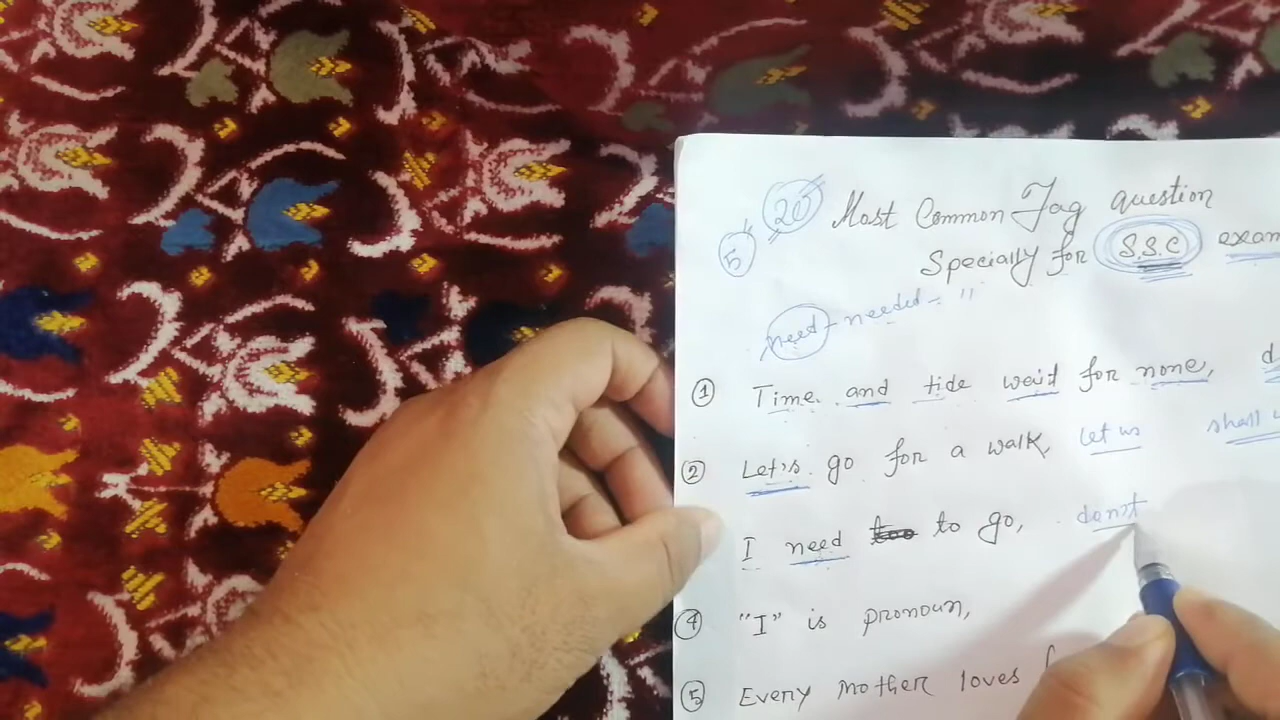 5" "20" Most Common Tag question
Specially for S.S.C exam
need - needed - "
① Time and tide wait for none, d
② Let's go for a walk, let us shall
I need to go, don't
④ "I" is pronoun,
⑤ Every mother loves